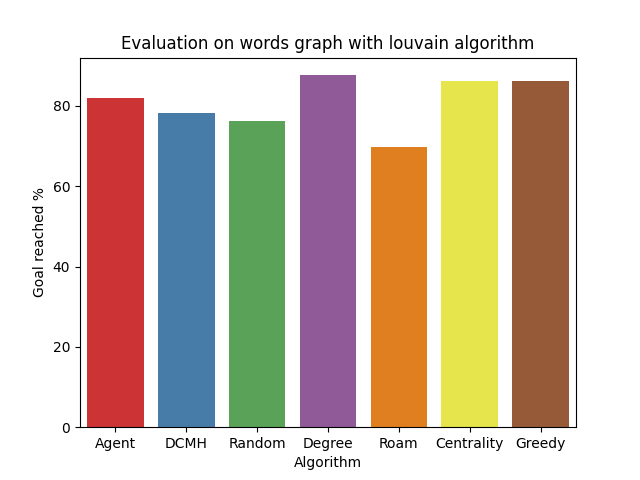 Evaluation on words graph with louvain algorithm
Goal reached %
80
60
40
20
0
Agent DCMH Random Degree Roam Centrality Greedy
Algorithm